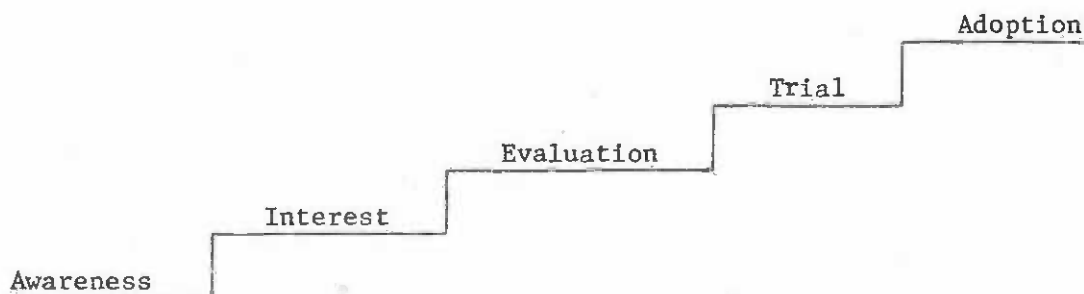 Adoption
Trial
Evaluation
Interest
Awareness